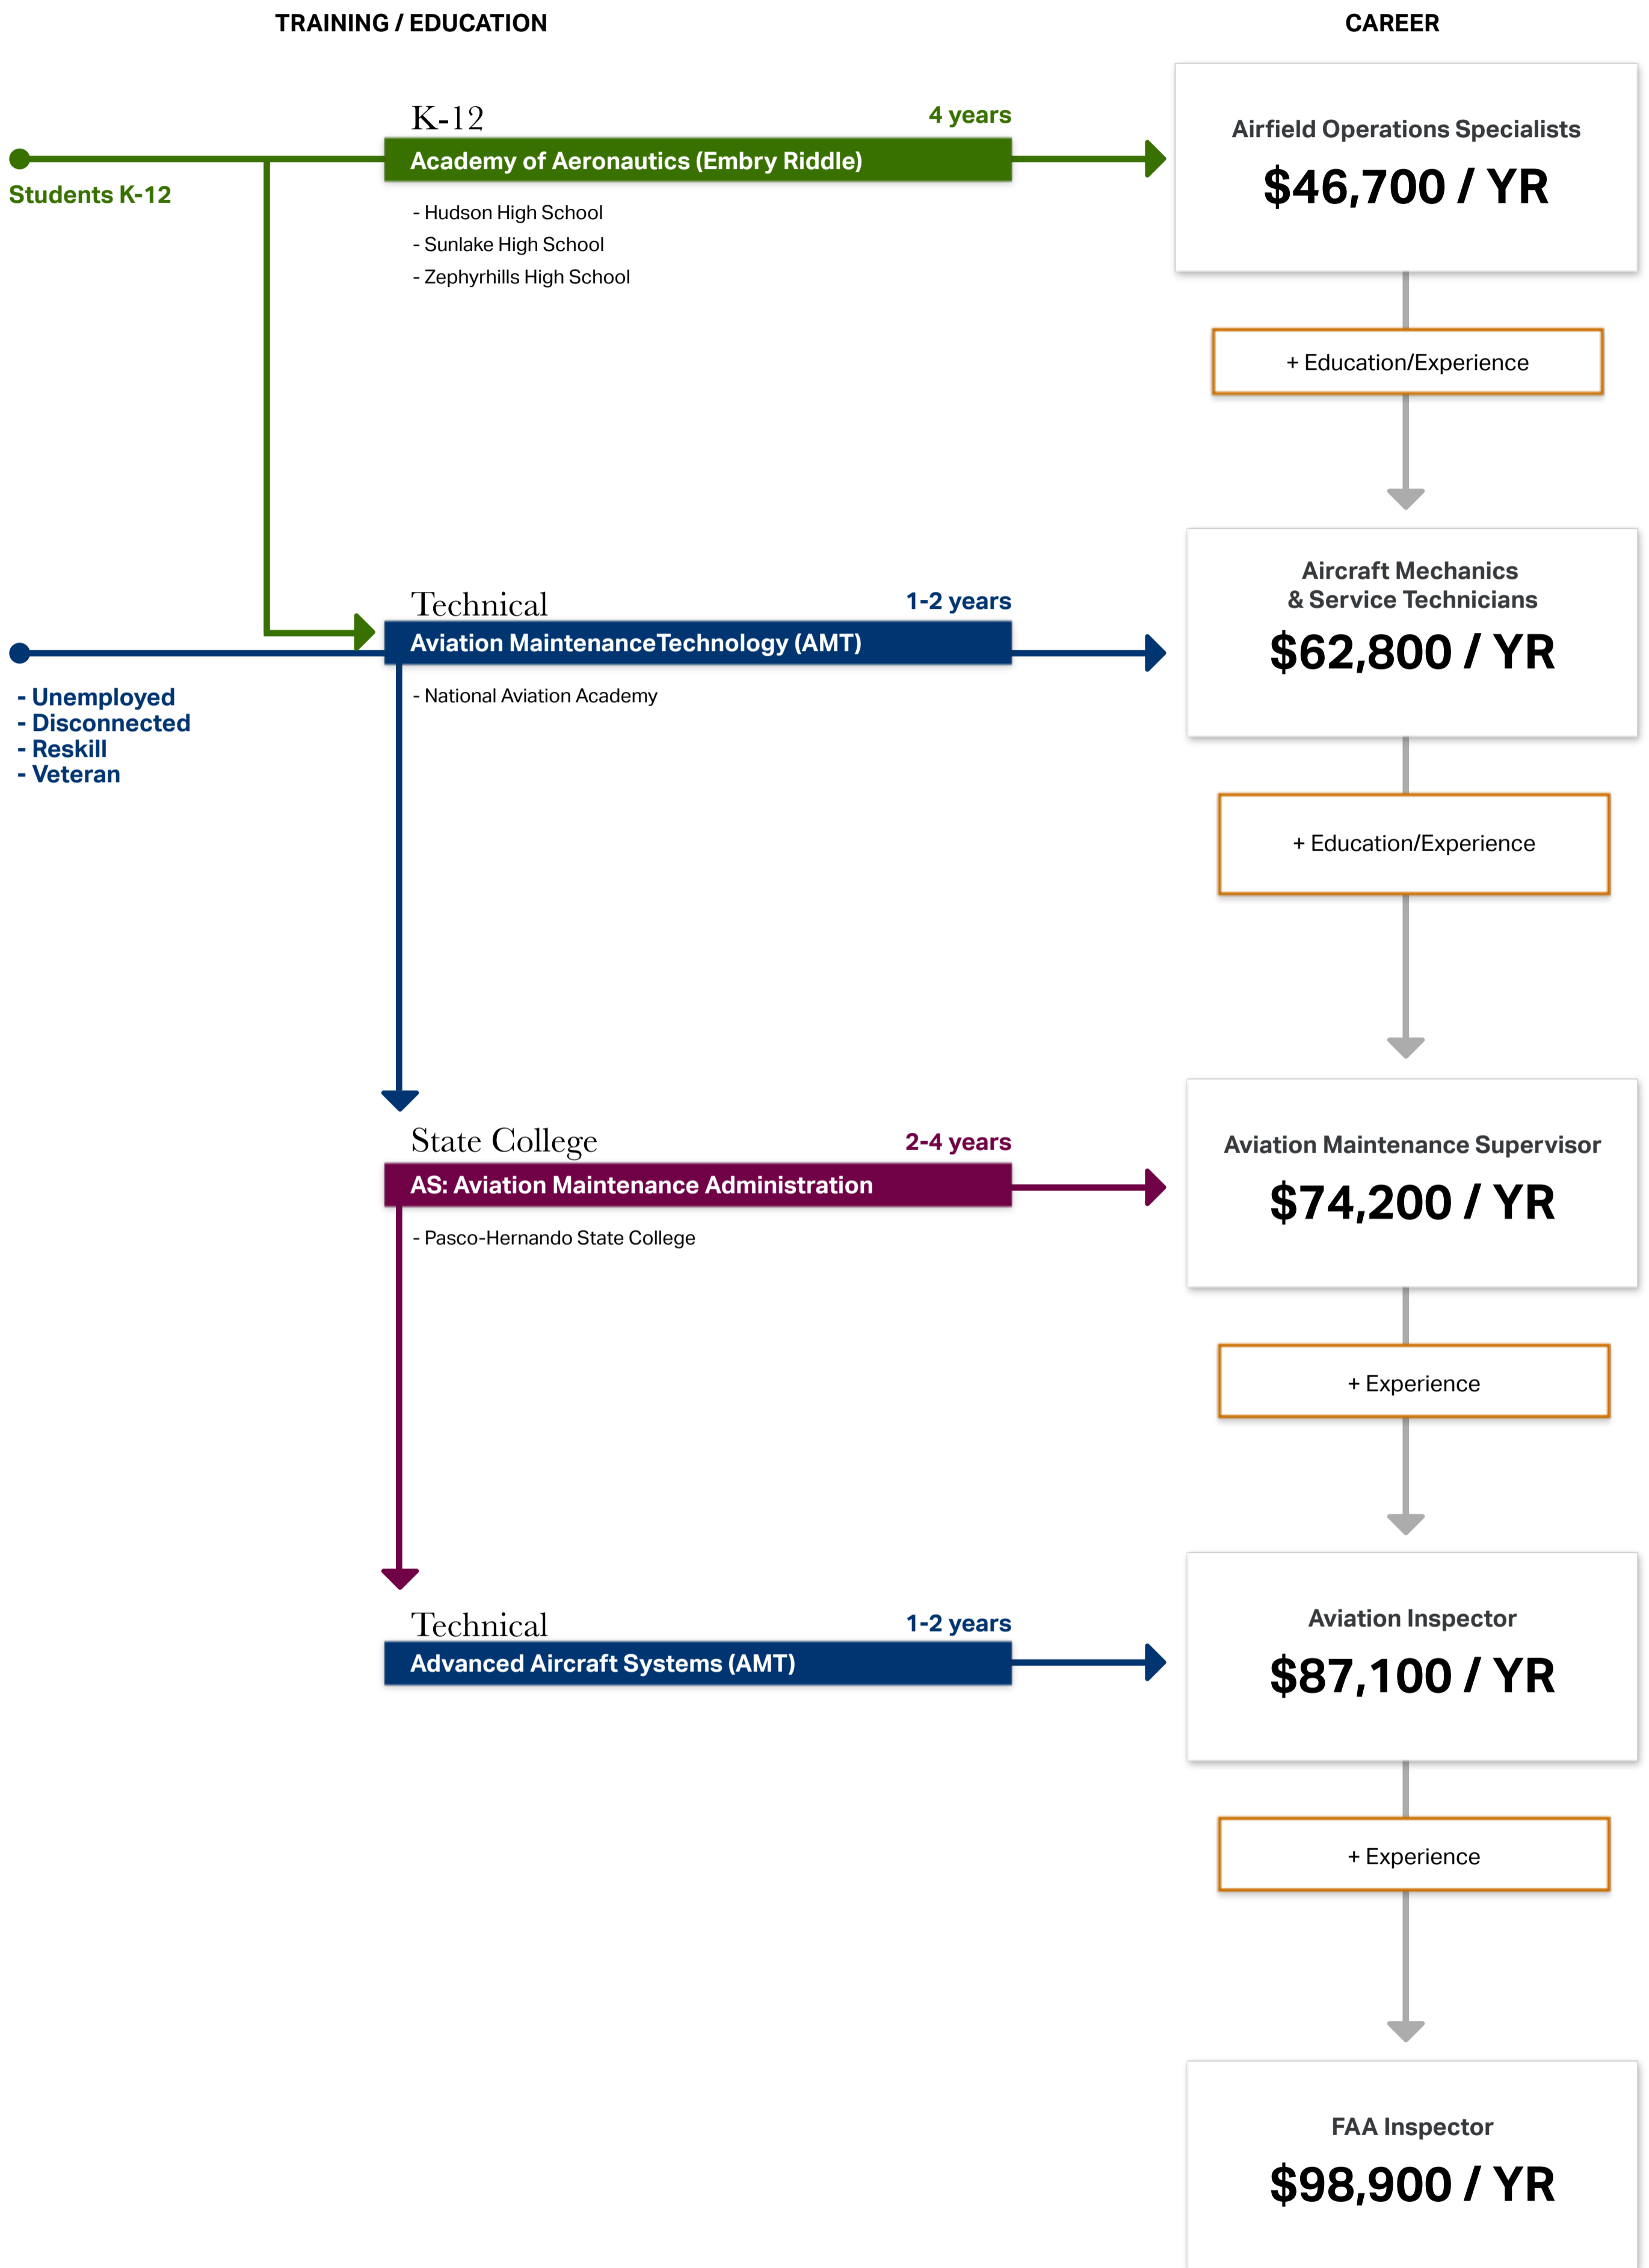 TRAINING / EDUCATION
CAREER
K-12
4 years
Academy of Aeronautics (Embry Riddle)
Students K-12
- Hudson High School
- Sunlake High School
- Zephyrhills High School
Airfield Operations Specialists
$46,700 / YR
+ Education/Experience
Technical
1-2 years
Aviation MaintenanceTechnology (AMT)
- National Aviation Academy
- Unemployed
- Disconnected
- Reskill
- Veteran
Aircraft Mechanics
& Service Technicians
$62,800 / YR
+ Education/Experience
State College
2-4 years
AS: Aviation Maintenance Administration
- Pasco-Hernando State College
Aviation Maintenance Supervisor
$74,200 / YR
+ Experience
Technical
1-2 years
Advanced Aircraft Systems (AMT)
Aviation Inspector
$87,100 / YR
+ Experience
FAA Inspector
$98,900 / YR